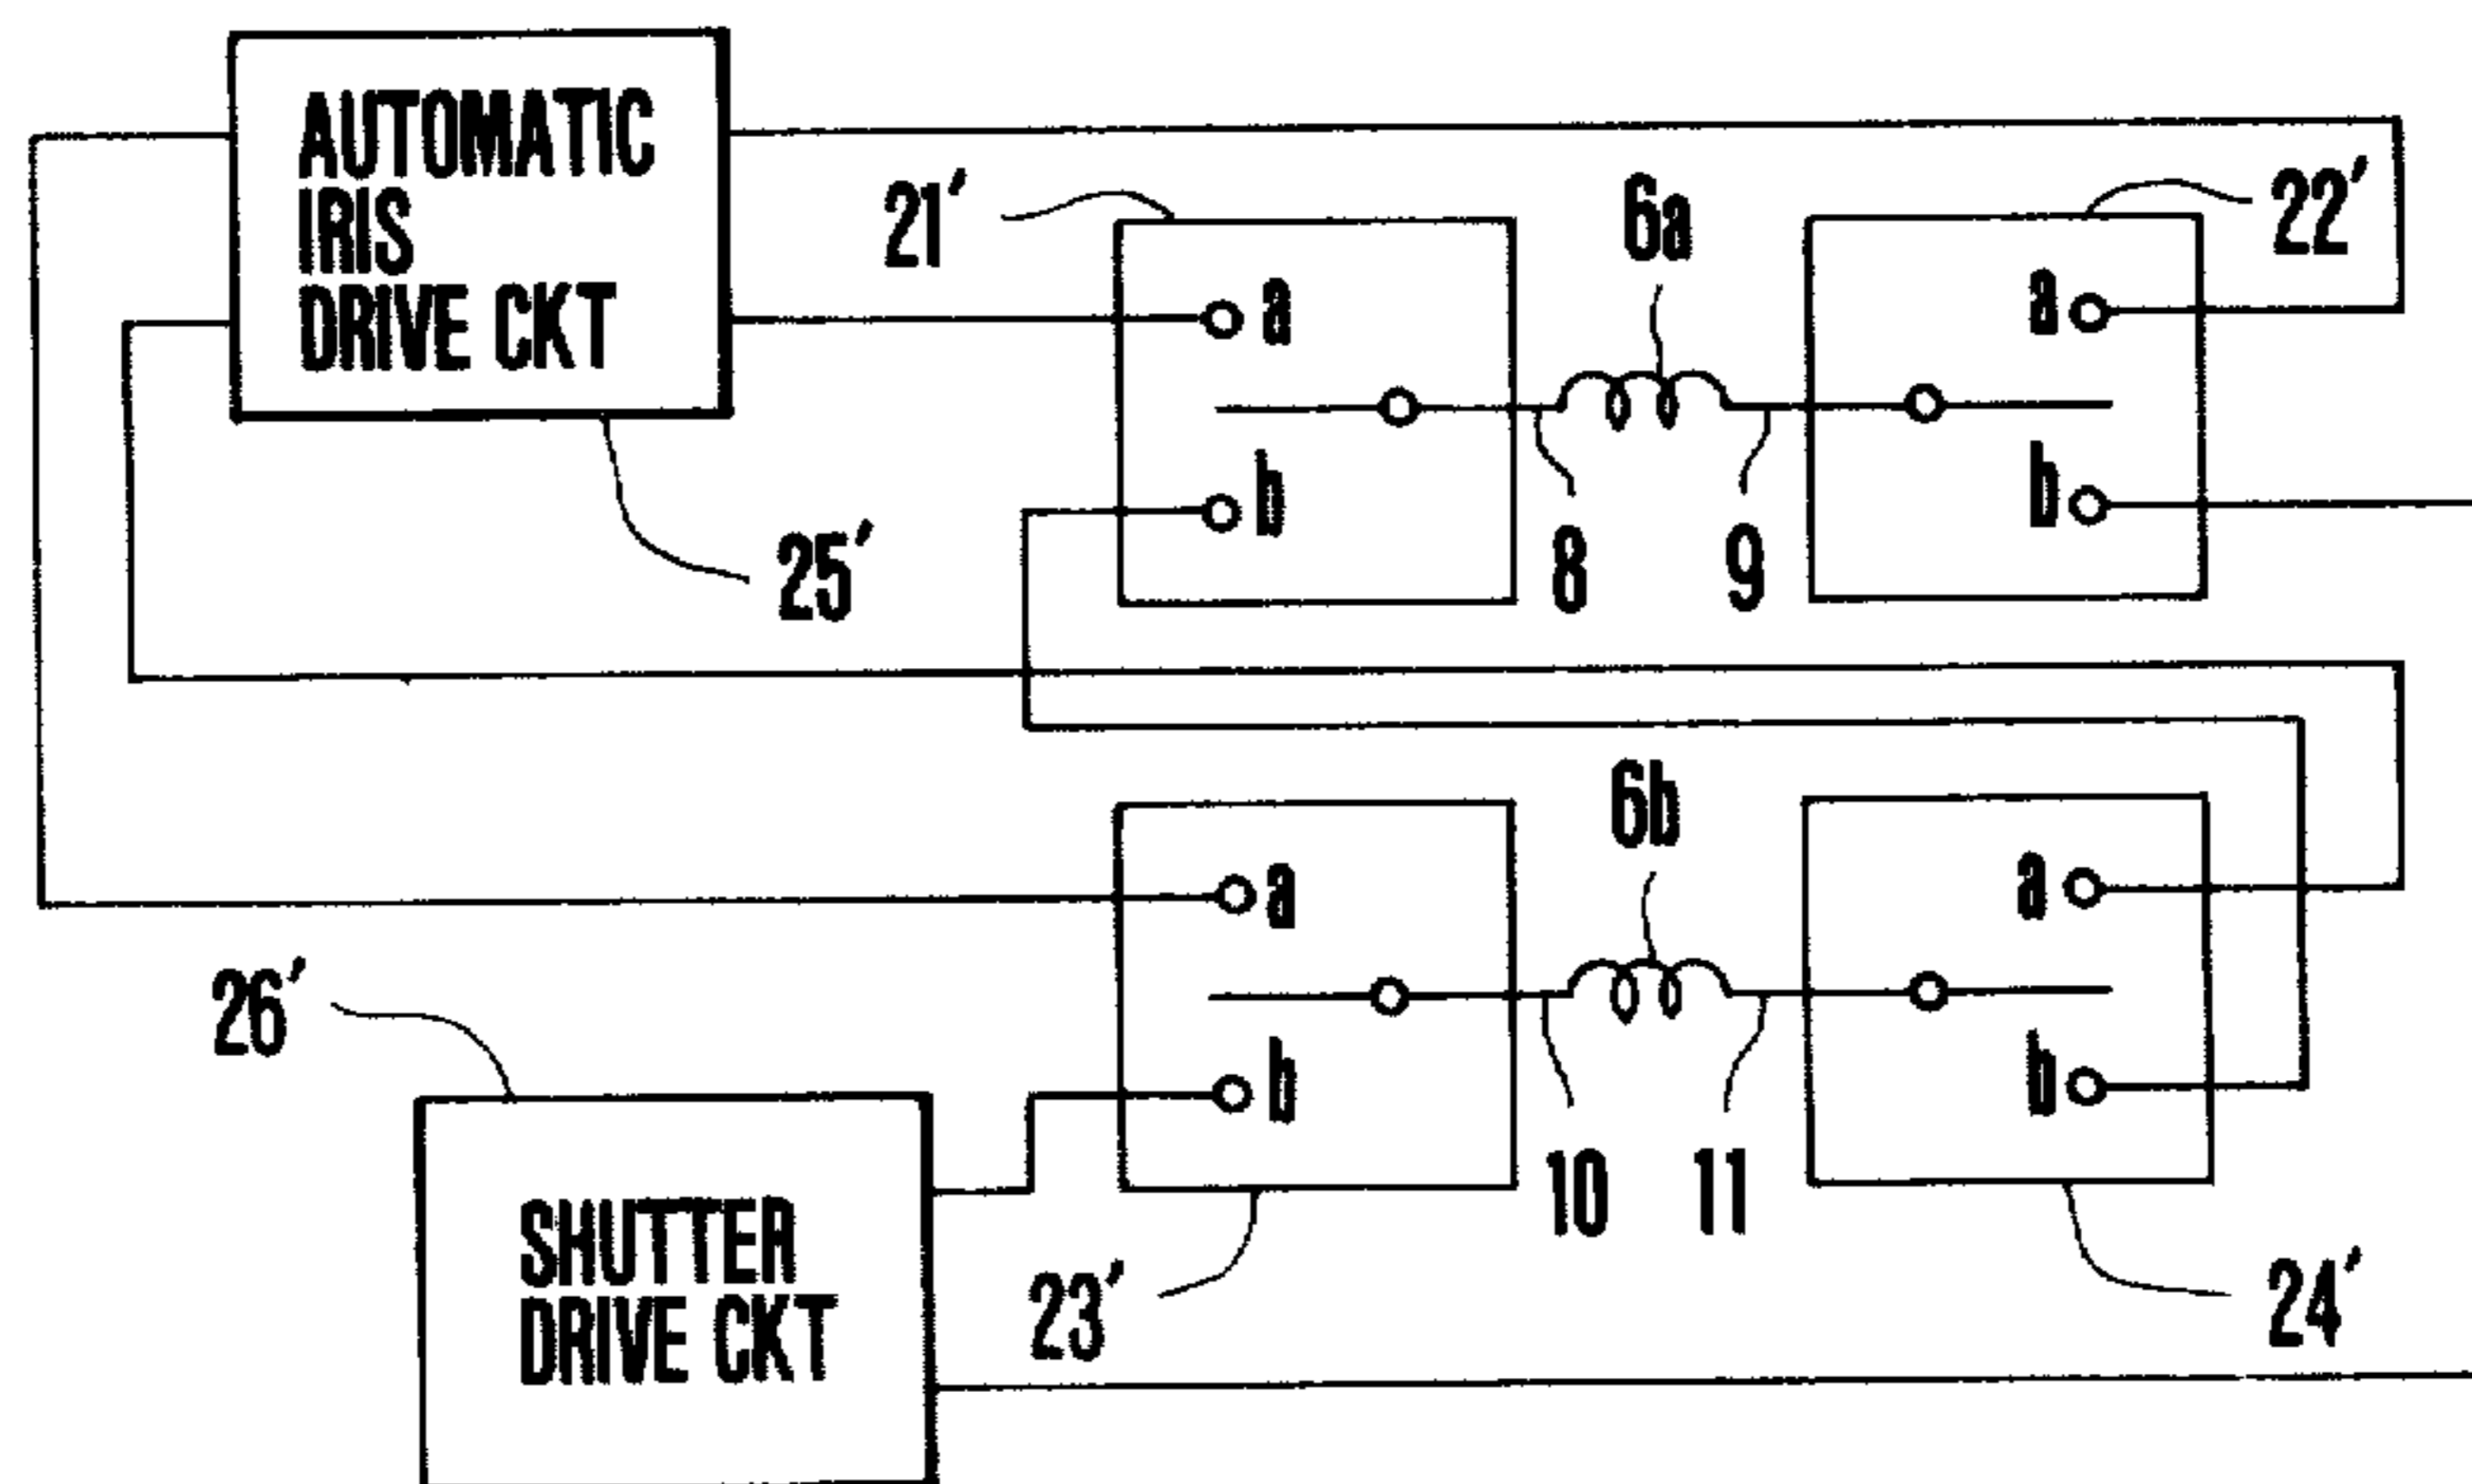 AUTOMATIC
IRIS
DRIVE CKT
25′
21′
a
b
6a
8
9
22′
a
b
26′
SHUTTER
DRIVE CKT
23′
a
b
6b
10
11
24′
a
b